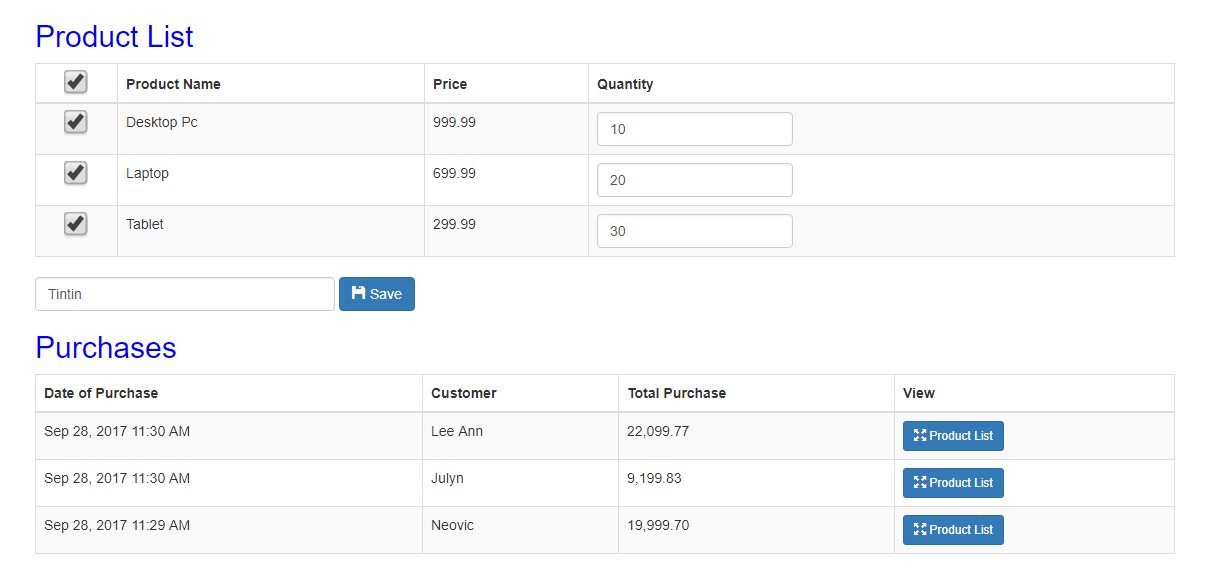 Product List
Product Name Price Quantity
Desktop Pc 999.99 10
Laptop 699.99 20
Tablet 299.99 30
Tintin Save
Purchases
Date of Purchase Customer Total Purchase View
Sep 28, 2017 11:30 AM Lee Ann 22,099.77 Product List
Sep 28, 2017 11:30 AM Julyn 9,199.83 Product List
Sep 28, 2017 11:29 AM Neovic 19,999.70 Product List